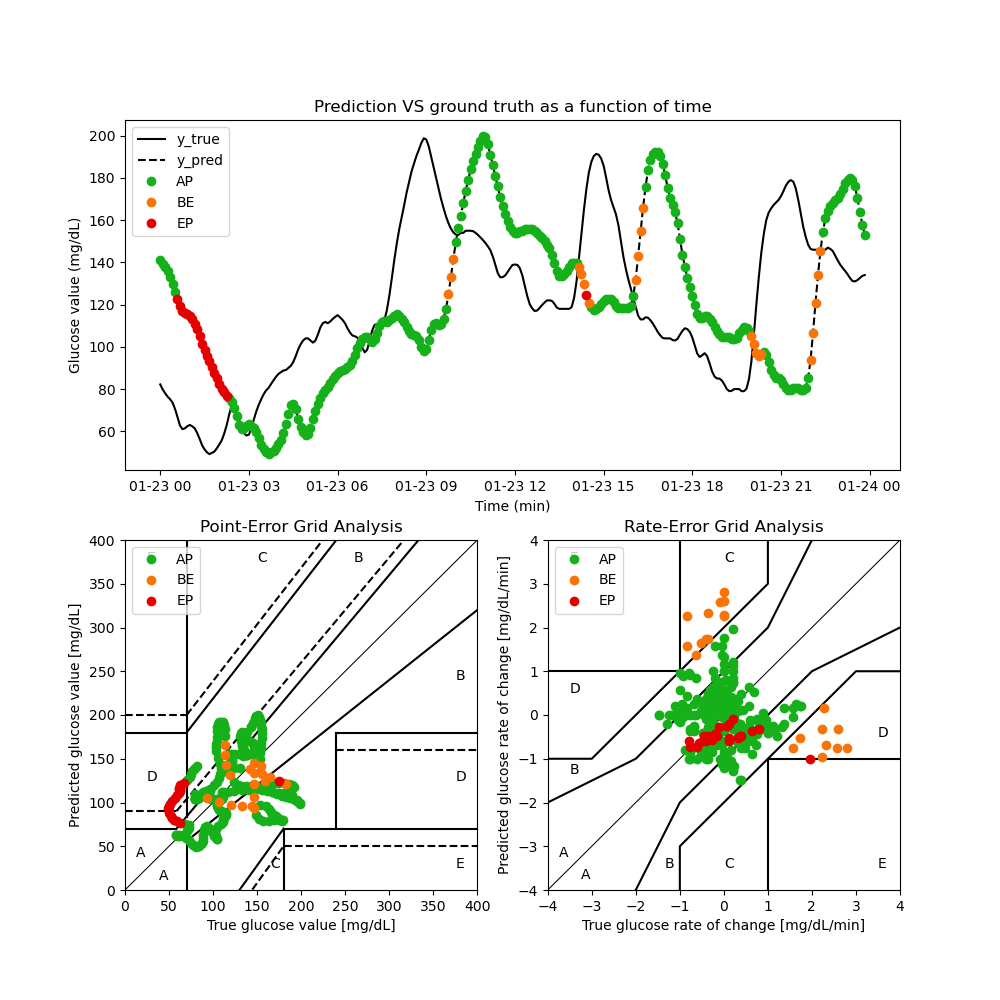 Prediction VS ground truth as a function of time
y_true
y_pred
AP
BE
EP
Glucose value (mg/dL)
200
180
160
140
120
100
80
60
01-23 00
01-23 03
01-23 06
01-23 09
01-23 12
01-23 15
01-23 18
01-23 21
01-24 00
Time (min)
Point-Error Grid Analysis
AP
BE
EP
C
B
B
D
D
A
A
C
E
Predicted glucose value [mg/dL]
400
350
300
250
200
150
100
50
0
0
50
100
150
200
250
300
350
400
True glucose value [mg/dL]
Rate-Error Grid Analysis
AP
BE
EP
C
D
D
B
A
A
B
C
E
Predicted glucose rate of change [mg/dL/min]
4
3
2
1
0
−1
−2
−3
−4
−4
−3
−2
−1
0
1
2
3
4
True glucose rate of change [mg/dL/min]